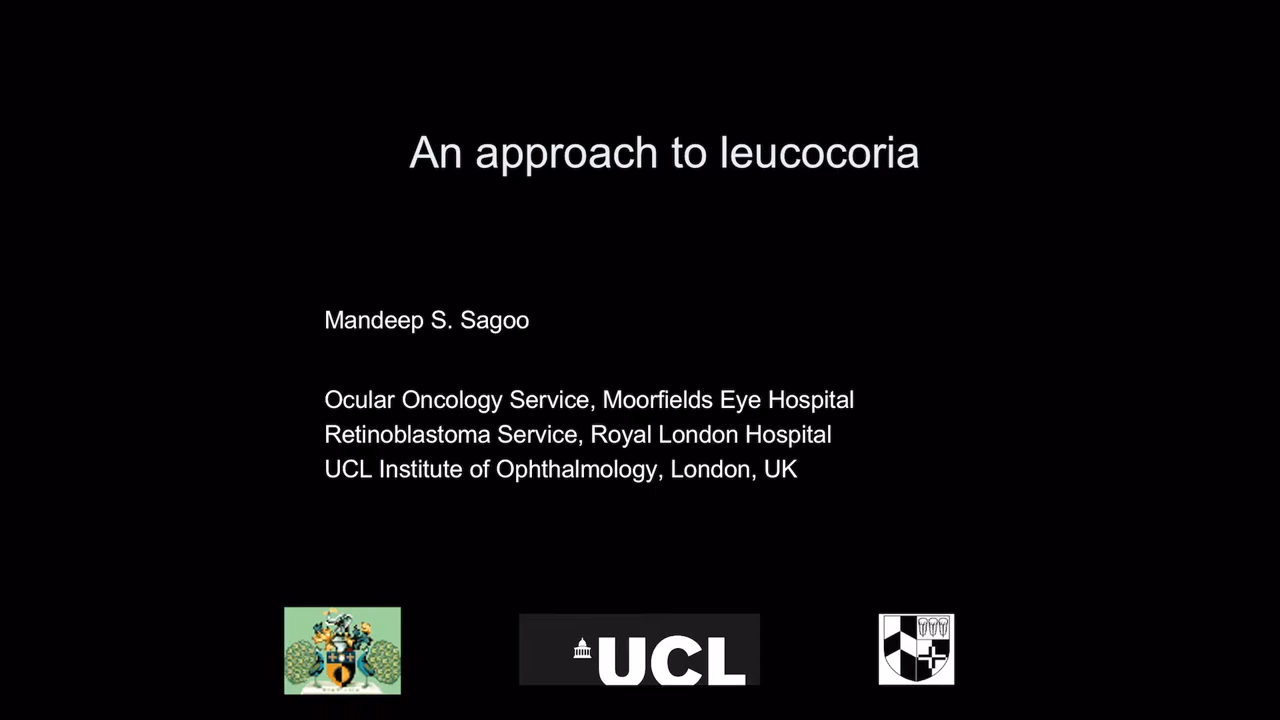 An approach to leucocoria
Mandeep S. Sagoo
Ocular Oncology Service, Moorfields Eye Hospital
Retinoblastoma Service, Royal London Hospital
UCL Institute of Ophthalmology, London, UK
UCL